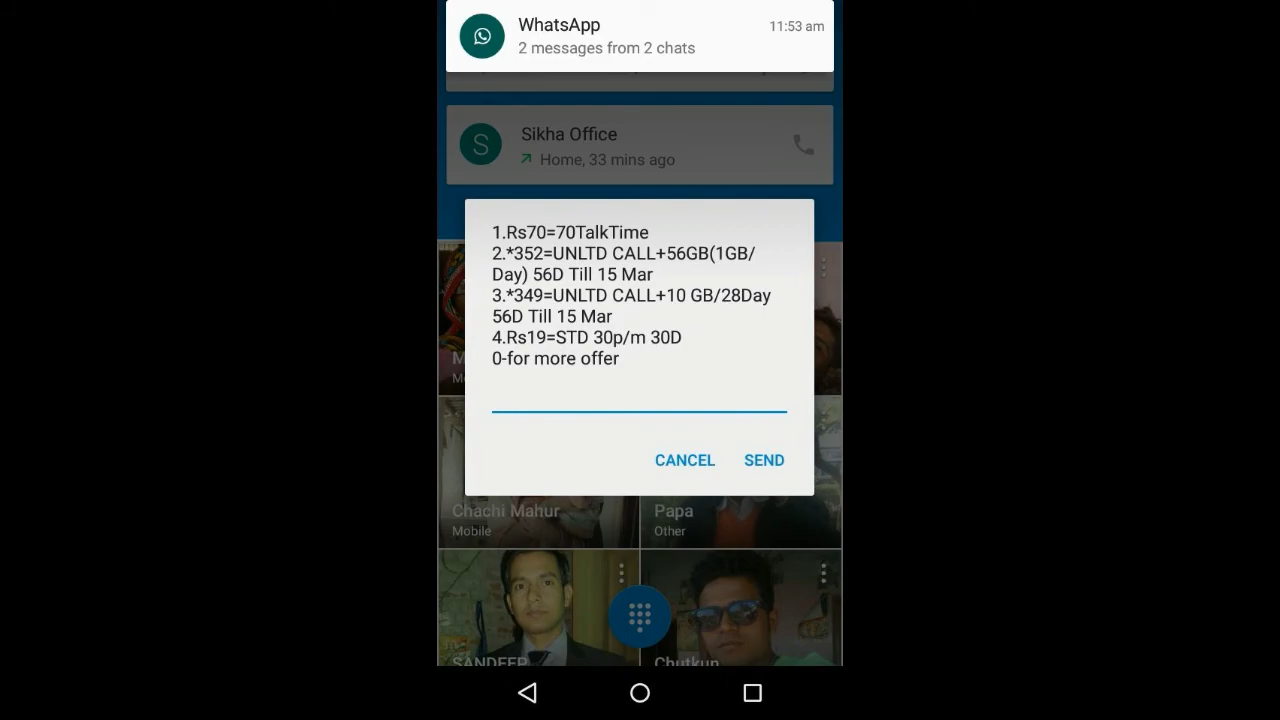 WhatsApp
11:53 am
2 messages from 2 chats
Sikha Office
S
Home, 33 mins ago
1.Rs70=70TalkTime
2.*352=UNLTD CALL+56GB(1GB/
Day) 56D Till 15 Mar
3.*349=UNLTD CALL+10 GB/28Day
56D Till 15 Mar
4.Rs19=STD 30p/m 30D
0-for more offer
CANCEL SEND
Chachi Mahur
Mobile
Papa
Other
SANDEEP
Chutkun